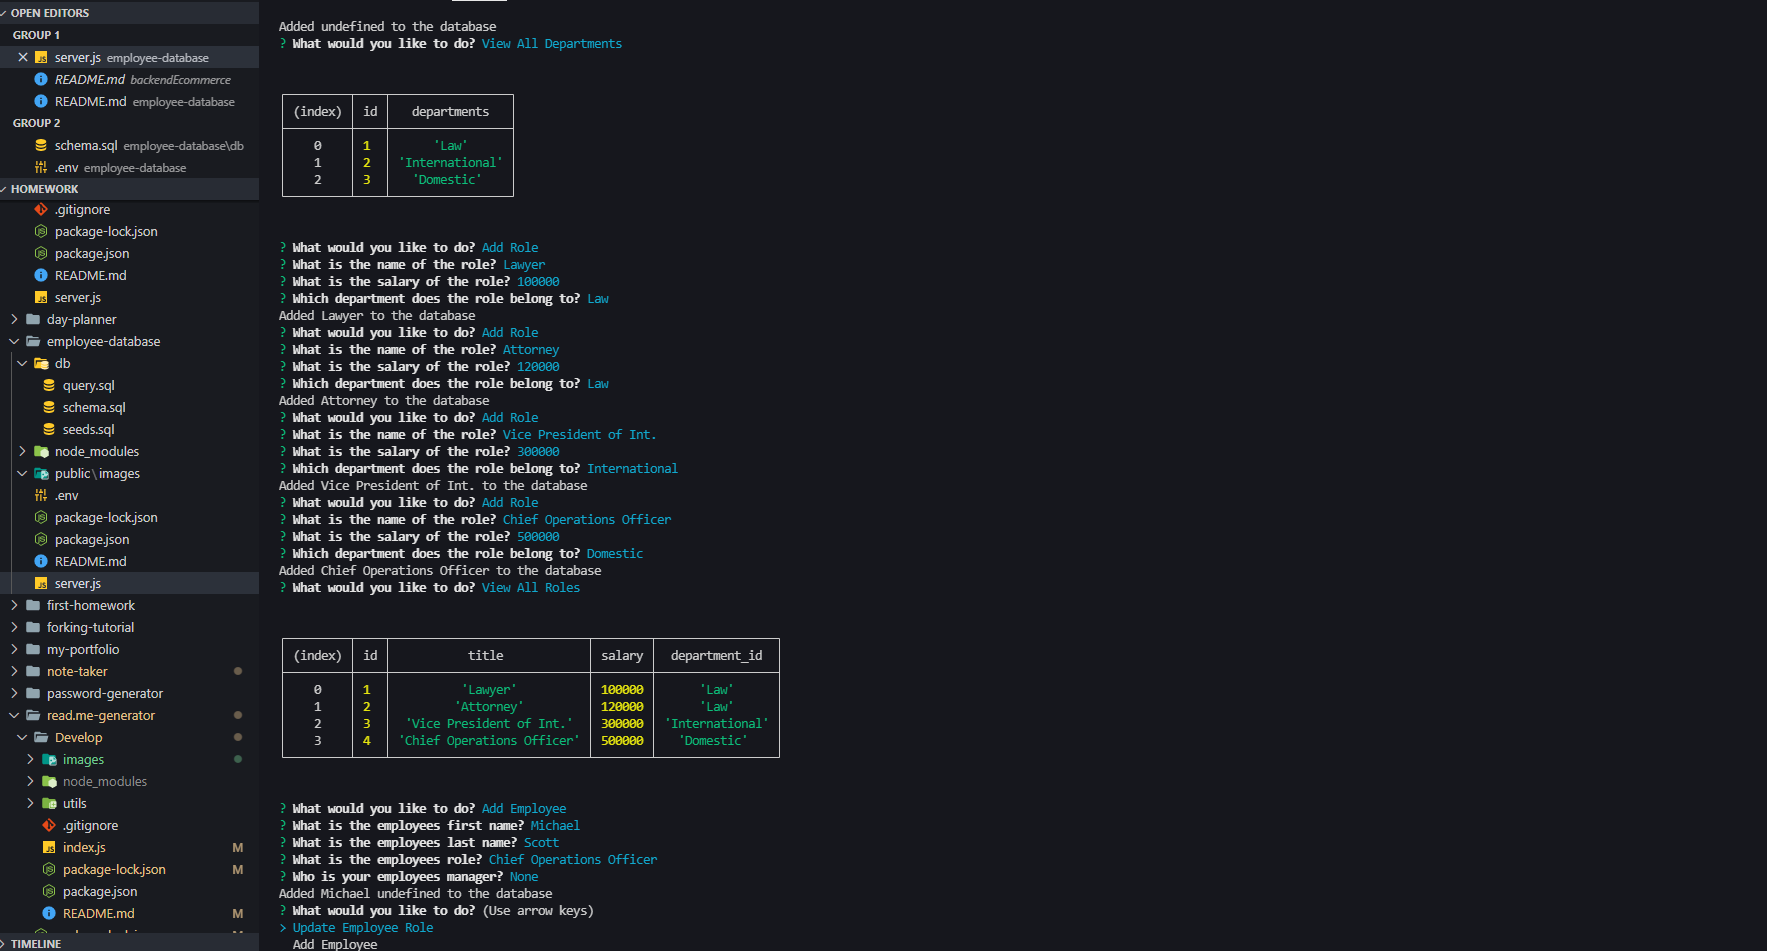 OPEN EDITORS
GROUP 1
server.js employee-database
README.md backendEcommerce
README.md employee-database
GROUP 2
schema.sql employee-database\db
.env employee-database
HOMEWORK
.gitignore
package-lock.json
package.json
README.md
server.js
day-planner
employee-database
db
query.sql
schema.sql
seeds.sql
node_modules
public\images
.env
package-lock.json
package.json
README.md
server.js
first-homework
forking-tutorial
my-portfolio
note-taker
password-generator
read.me-generator
Develop
images
node_modules
utils
.gitignore
index.js M
package-lock.json M
package.json
README.md M
TIMELINE
Added undefined to the database
? What would you like to do? View All Departments
(index) id departments
0 1 'Law'
1 2 'International'
2 3 'Domestic'
? What would you like to do? Add Role
? What is the name of the role? Lawyer
? What is the salary of the role? 100000
? Which department does the role belong to? Law
Added Lawyer to the database
? What would you like to do? Add Role
? What is the name of the role? Attorney
? What is the salary of the role? 120000
? Which department does the role belong to? Law
Added Attorney to the database
? What would you like to do? Add Role
? What is the name of the role? Vice President of Int.
? What is the salary of the role? 300000
? Which department does the role belong to? International
Added Vice President of Int. to the database
? What would you like to do? Add Role
? What is the name of the role? Chief Operations Officer
? What is the salary of the role? 500000
? Which department does the role belong to? Domestic
Added Chief Operations Officer to the database
? What would you like to do? View All Roles
(index) id title salary department_id
0 1 'Lawyer' 100000 'Law'
1 2 'Attorney' 120000 'Law'
2 3 'Vice President of Int.' 300000 'International'
3 4 'Chief Operations Officer' 500000 'Domestic'
? What would you like to do? Add Employee
? What is the employees first name? Michael
? What is the employees last name? Scott
? What is the employees role? Chief Operations Officer
? Who is your employees manager? None
Added Michael undefined to the database
? What would you like to do? (Use arrow keys)
> Update Employee Role
Add Employee